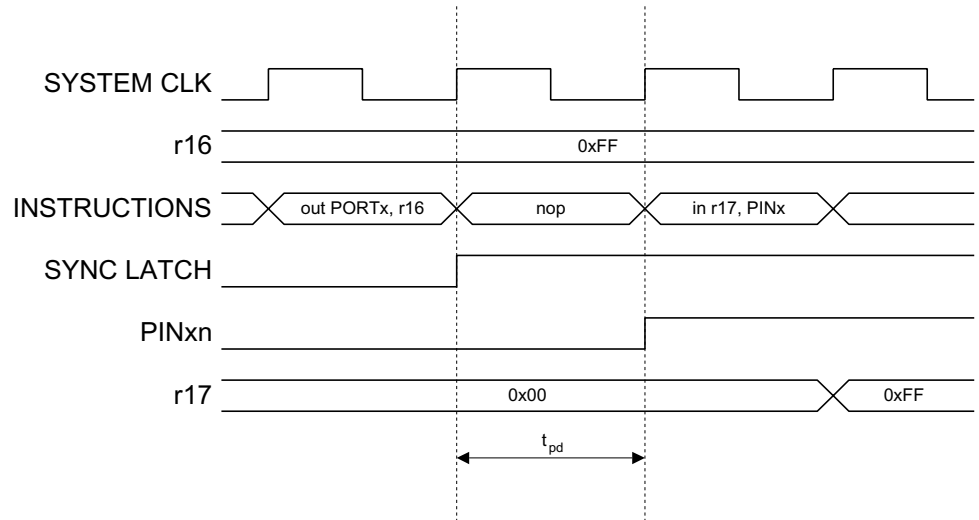 SYSTEM CLK
r16
0xFF
INSTRUCTIONS
out PORTx, r16
nop
in r17, PINx
SYNC LATCH
PINxn
r17
0x00
0xFF
tpd